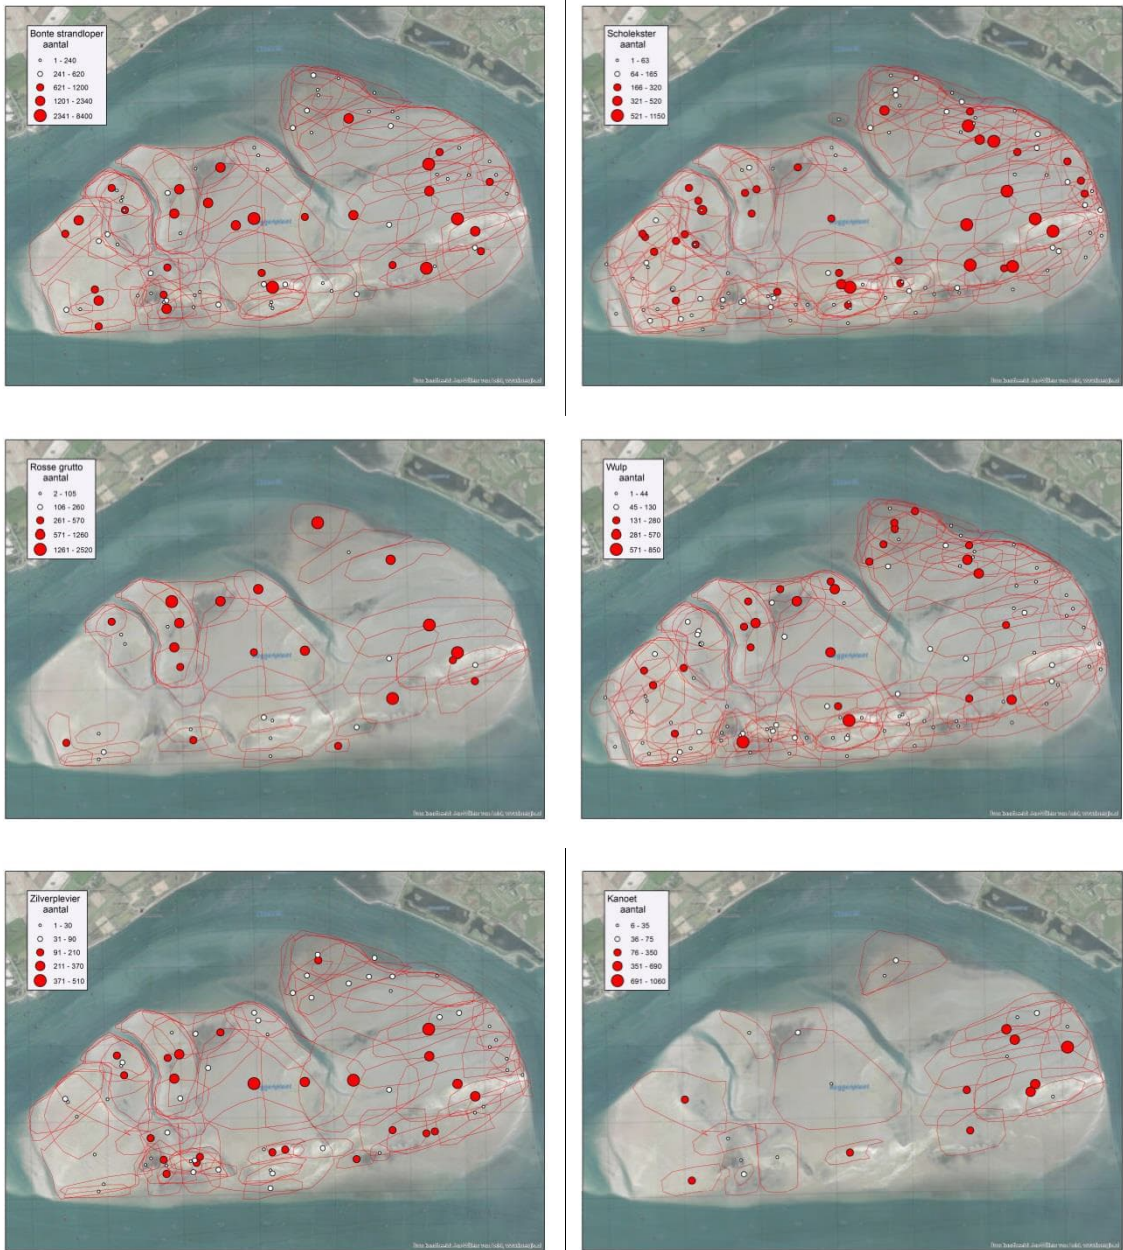 Bonte strandloper
aantal
1 - 240
241 - 620
621 - 1200
1201 - 2340
2341 - 8400
Scholekster
aantal
1 - 63
64 - 165
166 - 320
321 - 520
521 - 1150
Rosse grutto
aantal
2 - 105
106 - 260
261 - 570
571 - 1260
1261 - 2520
Wulp
aantal
1 - 44
45 - 130
131 - 280
281 - 570
571 - 850
Zilverplevier
aantal
1 - 30
31 - 90
91 - 210
211 - 370
371 - 510
Kanoet
aantal
6 - 35
36 - 75
76 - 350
351 - 690
691 - 1060